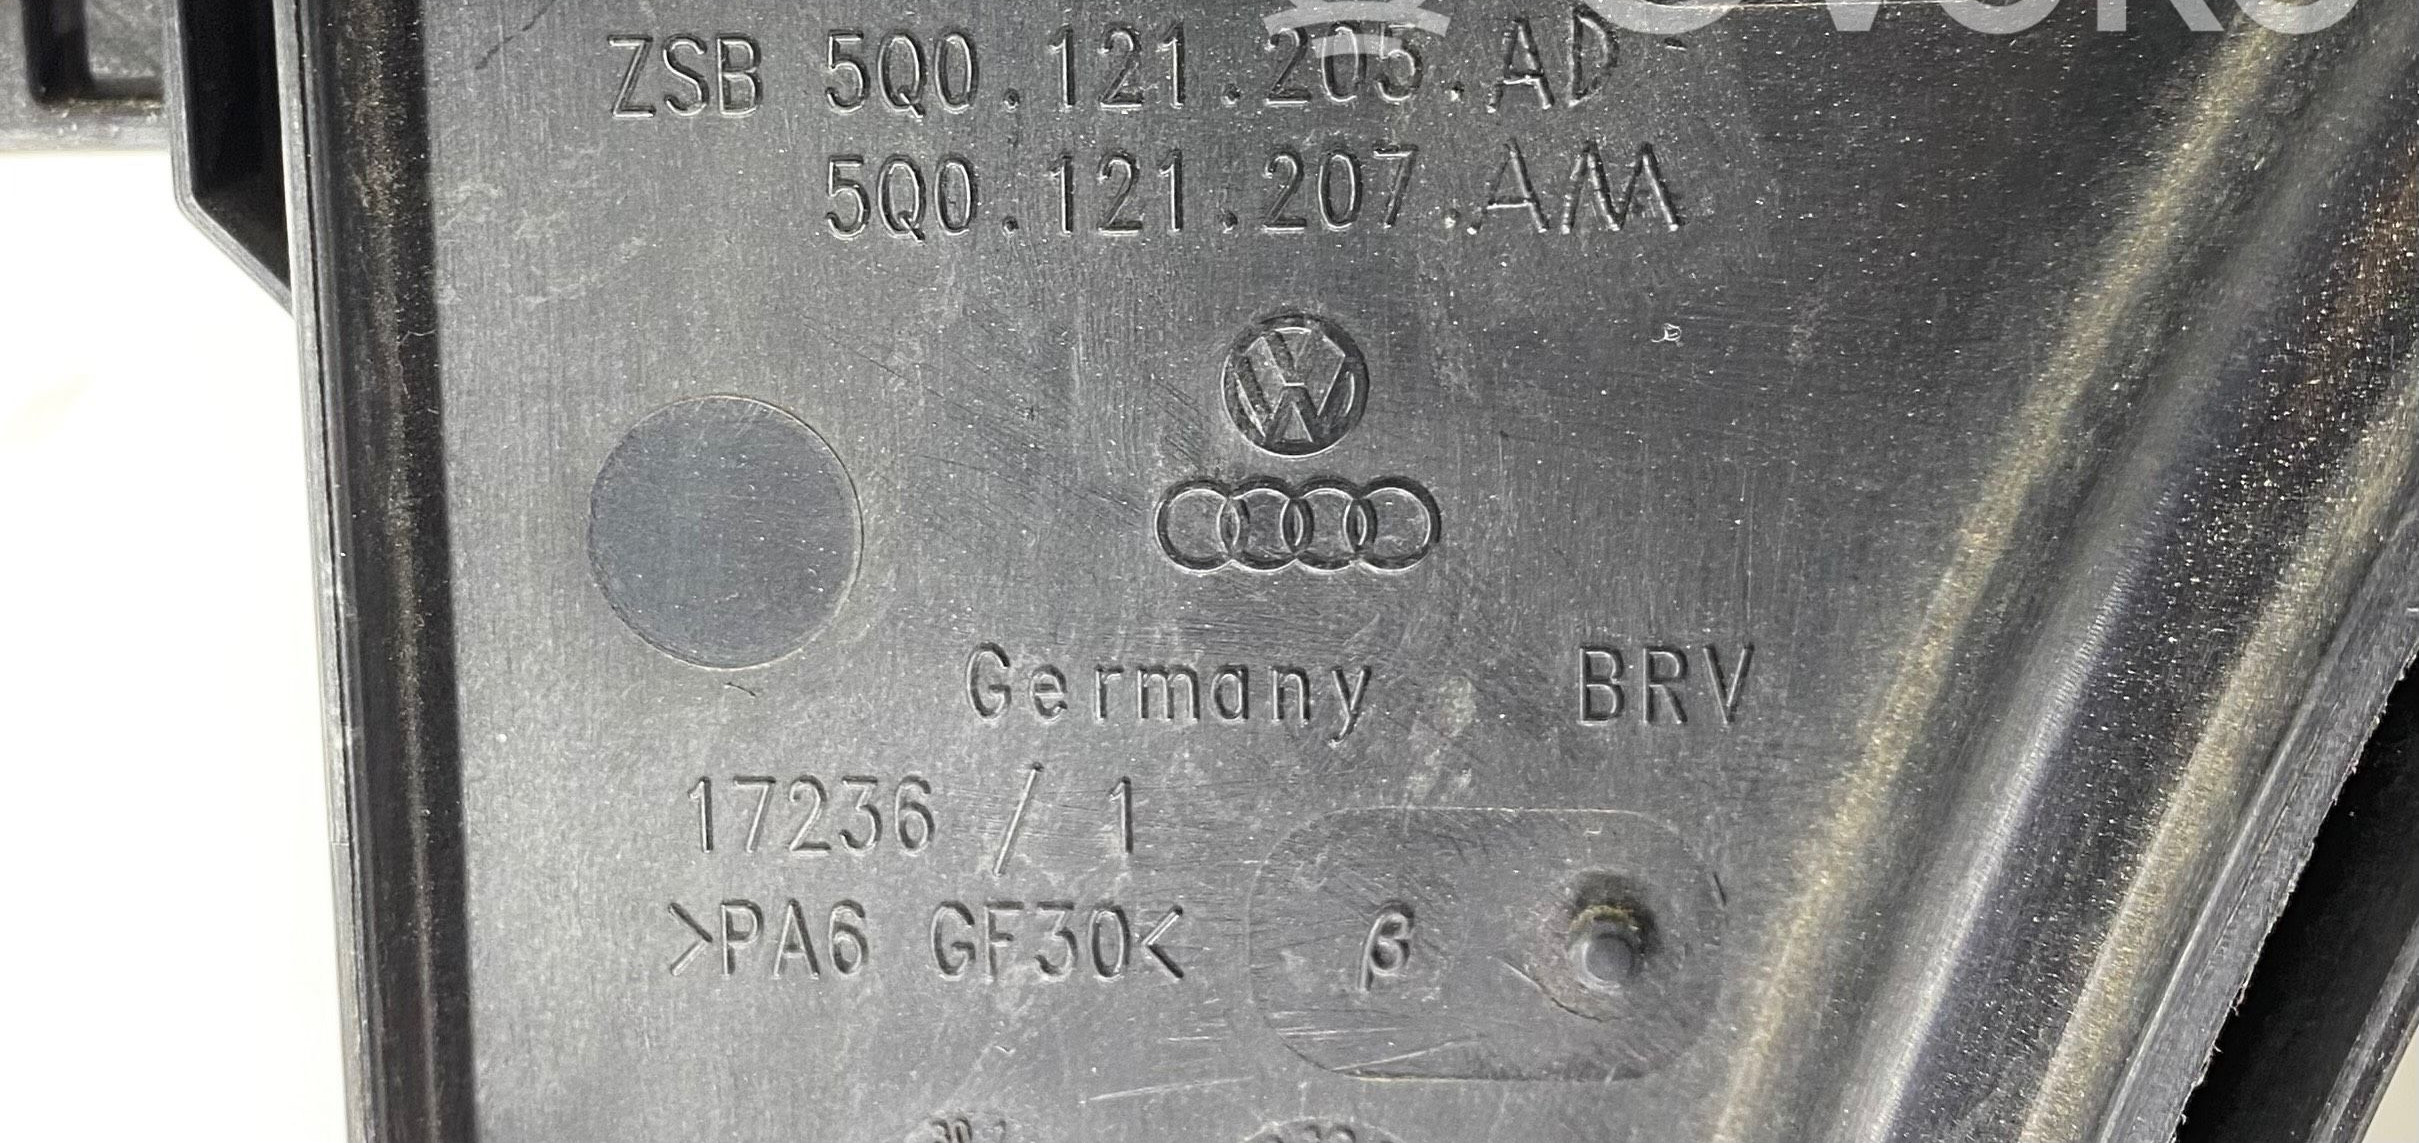 ZSB 5Q0.121.205.AD
5Q0.121.207.AM
Germany BRV
17236 / 1
>PA6 GF30<
β